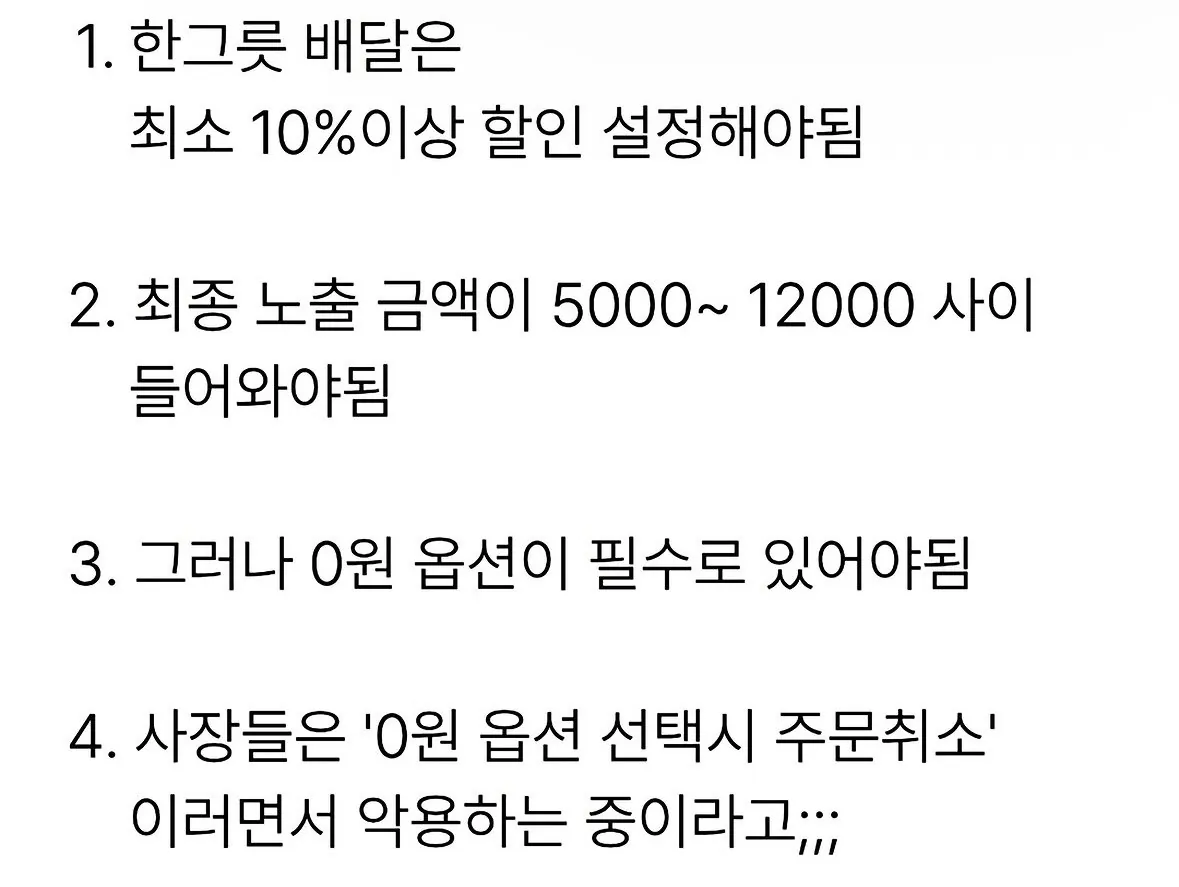 1. 한그릇 배달은
최소 10%이상 할인 설정해야됨
2. 최종 노출 금액이 5000~ 12000 사이
들어와야됨
3. 그러나 0원 옵션이 필수로 있어야됨
4. 사장들은 '0원 옵션 선택시 주문취소'
이러면서 악용하는 중이라고;;;